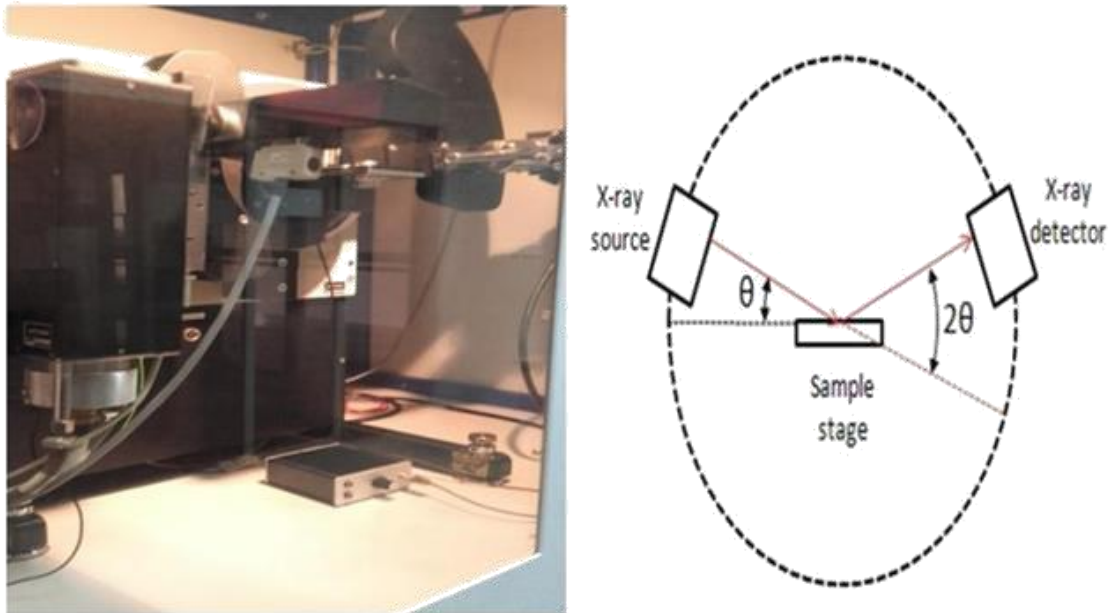 X-ray
source
X-ray
detector
θ
2θ
Sample
stage